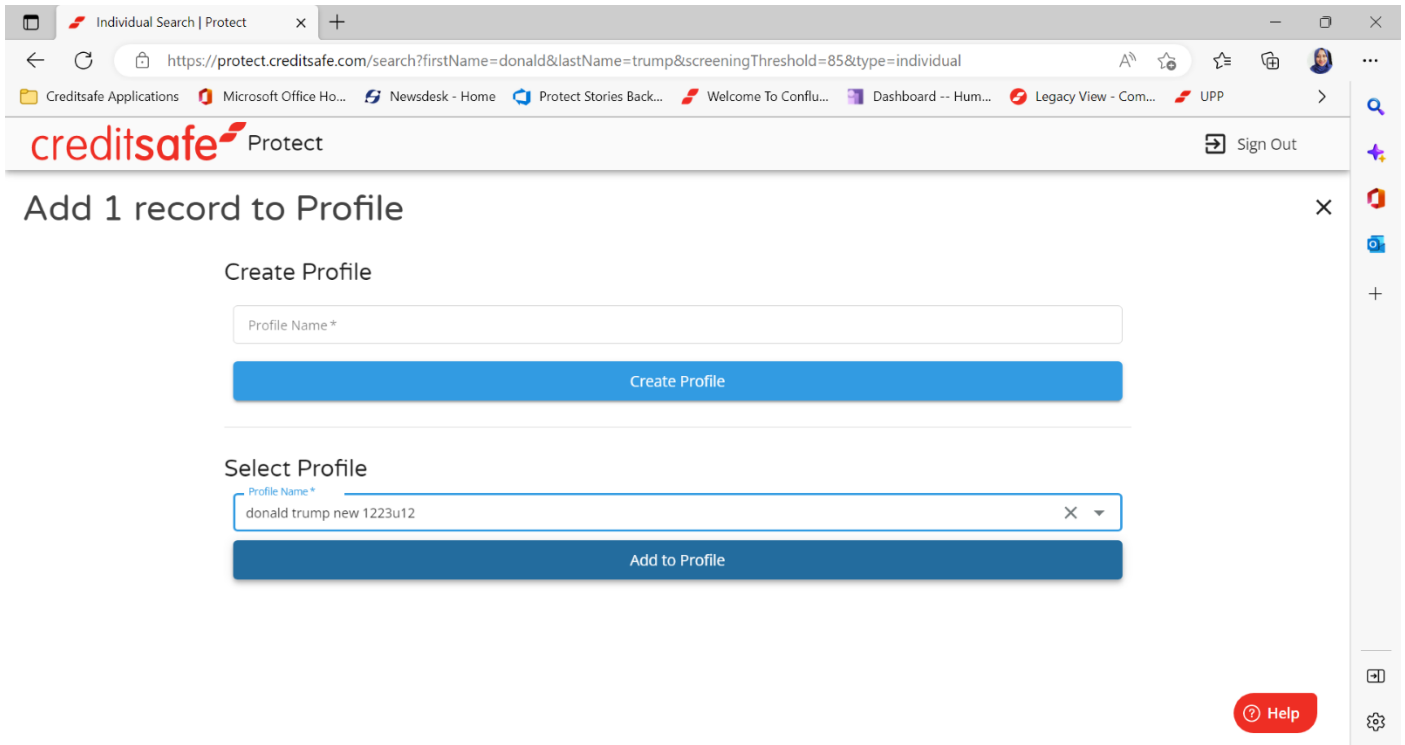 Individual Search | Protect
https://protect.creditsafe.com/search?firstName=donald&lastName=trump&screeningThreshold=85&type=individual
Creditsafe Applications Microsoft Office Ho... Newsdesk - Home Protect Stories Back... Welcome To Conflu... Dashboard -- Hum... Legacy View - Com... UPP
creditsafe Protect Sign Out
Add 1 record to Profile
Create Profile
Profile Name *
Create Profile
Select Profile
Profile Name *
donald trump new 1223u12
Add to Profile
Help